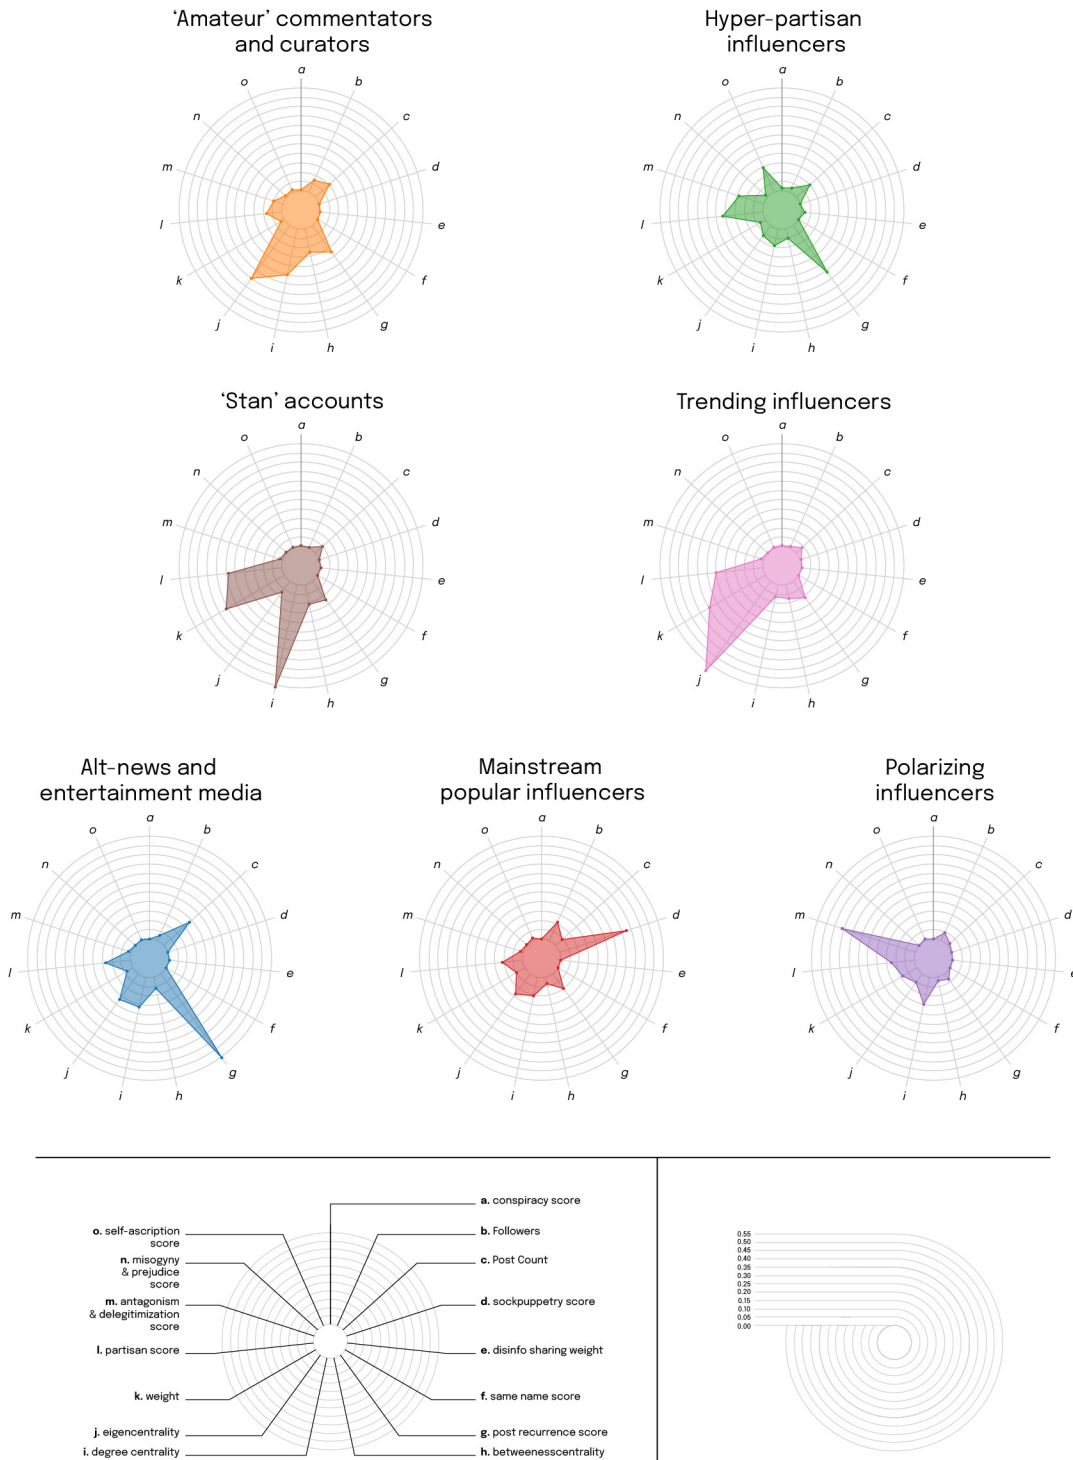 ‘Amateur’ commentators
and curators
a
b
c
d
e
f
g
h
i
j
k
l
m
n
o
Hyper-partisan
influencers
a
b
c
d
e
f
g
h
i
j
k
l
m
n
o
‘Stan’ accounts
a
b
c
d
e
f
g
h
i
j
k
l
m
n
o
Trending influencers
a
b
c
d
e
f
g
h
i
j
k
l
m
n
o
Alt-news and
entertainment media
a
b
c
d
e
f
g
h
i
j
k
l
m
n
o
Mainstream
popular influencers
a
b
c
d
e
f
g
h
i
j
k
l
m
n
o
Polarizing
influencers
a
b
c
d
e
f
g
h
i
j
k
l
m
n
o
a. conspiracy score
b. Followers
c. Post Count
d. sockpuppetry score
e. disinfo sharing weight
f. same name score
g. post recurrence score
h. betweenesscentrality
i. degree centrality
j. eigencentrality
k. weight
l. partisan score
m. antagonism
& delegitimization
score
n. misogyny
& prejudice
score
o. self-ascription
score
0.55
0.50
0.45
0.40
0.35
0.30
0.25
0.20
0.15
0.10
0.05
0.00